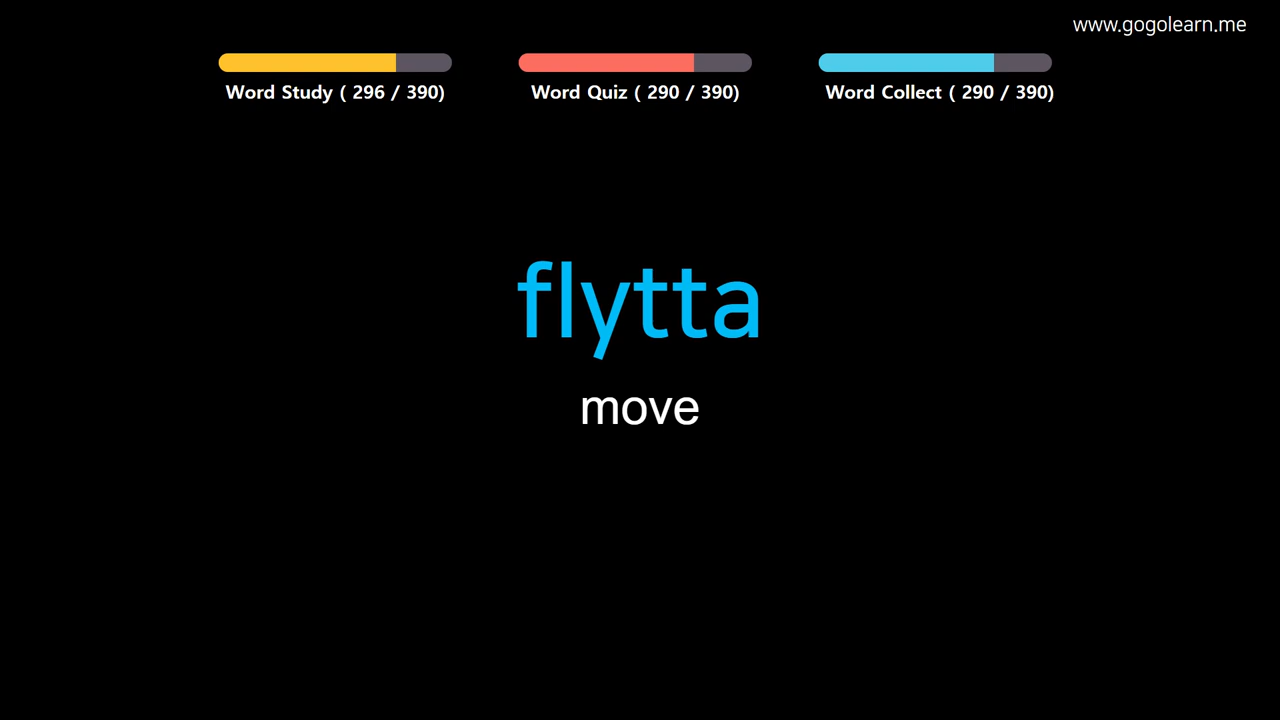 www.gogolearn.me
Word Study ( 296 / 390)
Word Quiz ( 290 / 390)
Word Collect ( 290 / 390)
flytta
move